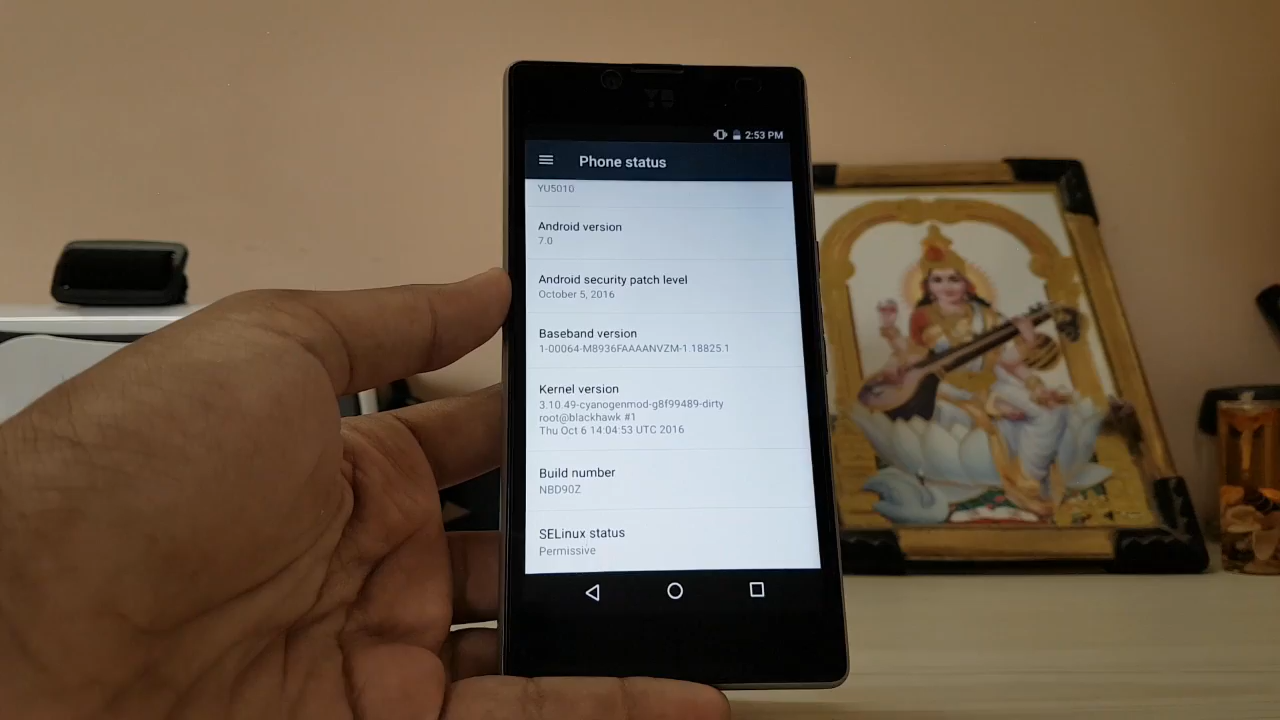 YU
2:53 PM
Phone status
YU5010
Android version
7.0
Android security patch level
October 5, 2016
Baseband version
1-00064-M8936FAAAANVZM-1.18825.1
Kernel version
3.10.49-cyanogenmod-g8f99489-dirty
root@blackhawk #1
Thu Oct 6 14:04:53 UTC 2016
Build number
NBD90Z
SELinux status
Permissive